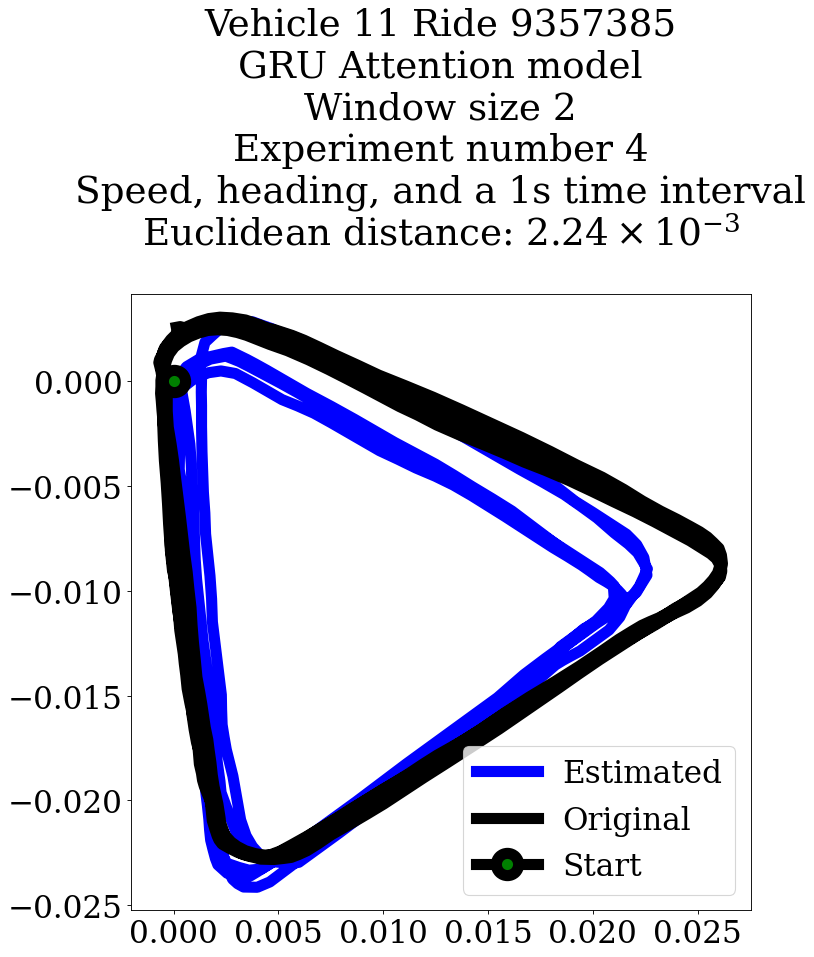 Vehicle 11 Ride 9357385
GRU Attention model
Window size 2
Experiment number 4
Speed, heading, and a 1s time interval
Euclidean distance: 2.24 × 10⁻³
0.000
−0.005
−0.010
−0.015
−0.020
−0.025
Estimated
Original
Start
0.000 0.005 0.010 0.015 0.020 0.025